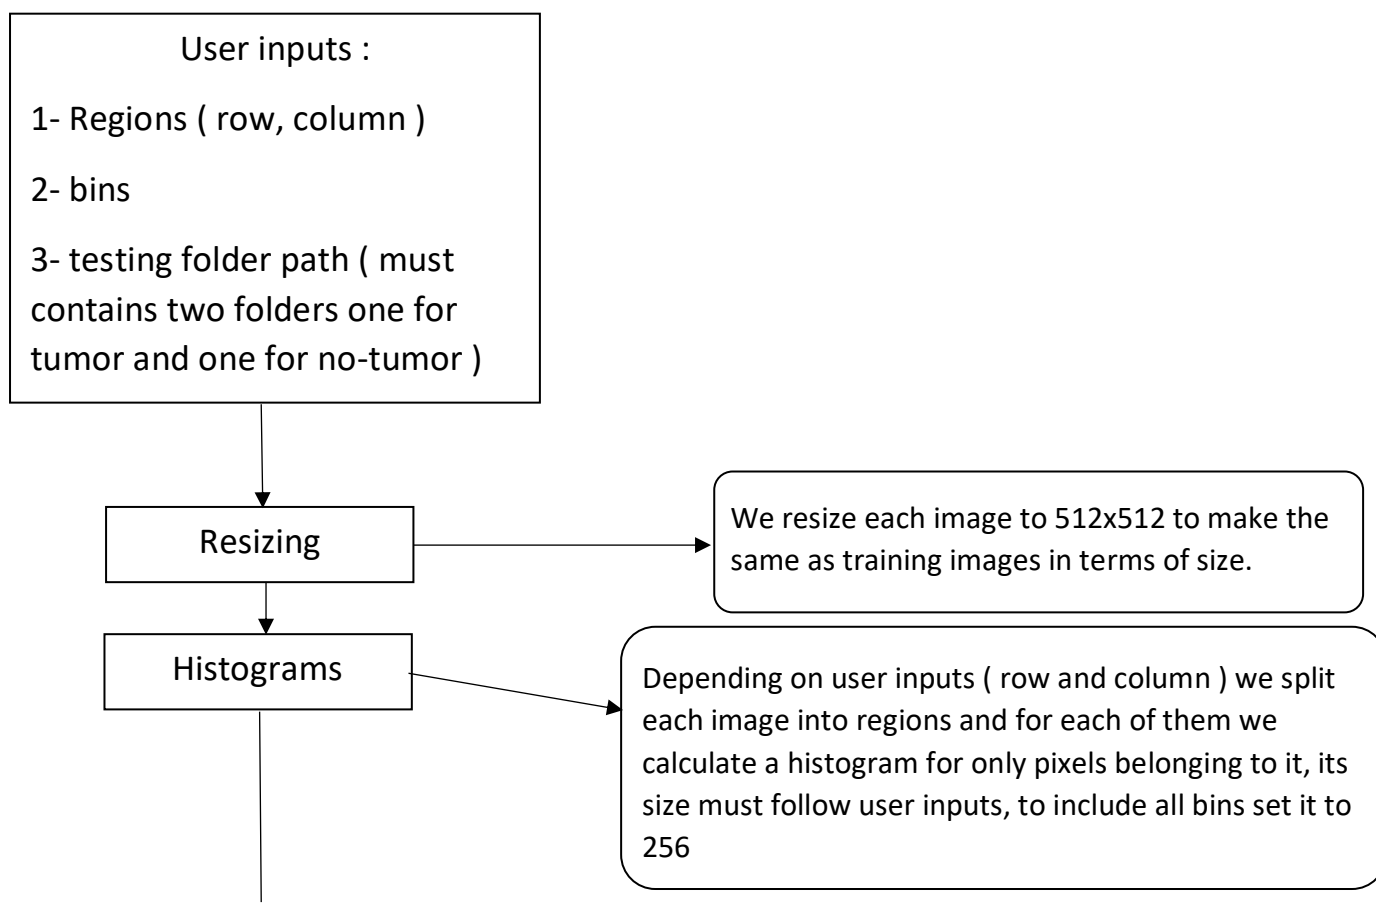 User inputs :
1- Regions ( row, column )
2- bins
3- testing folder path ( must
contains two folders one for
tumor and one for no-tumor )
Resizing
We resize each image to 512x512 to make the
same as training images in terms of size.
Histograms
Depending on user inputs ( row and column ) we split
each image into regions and for each of them we
calculate a histogram for only pixels belonging to it, its
size must follow user inputs, to include all bins set it to
256